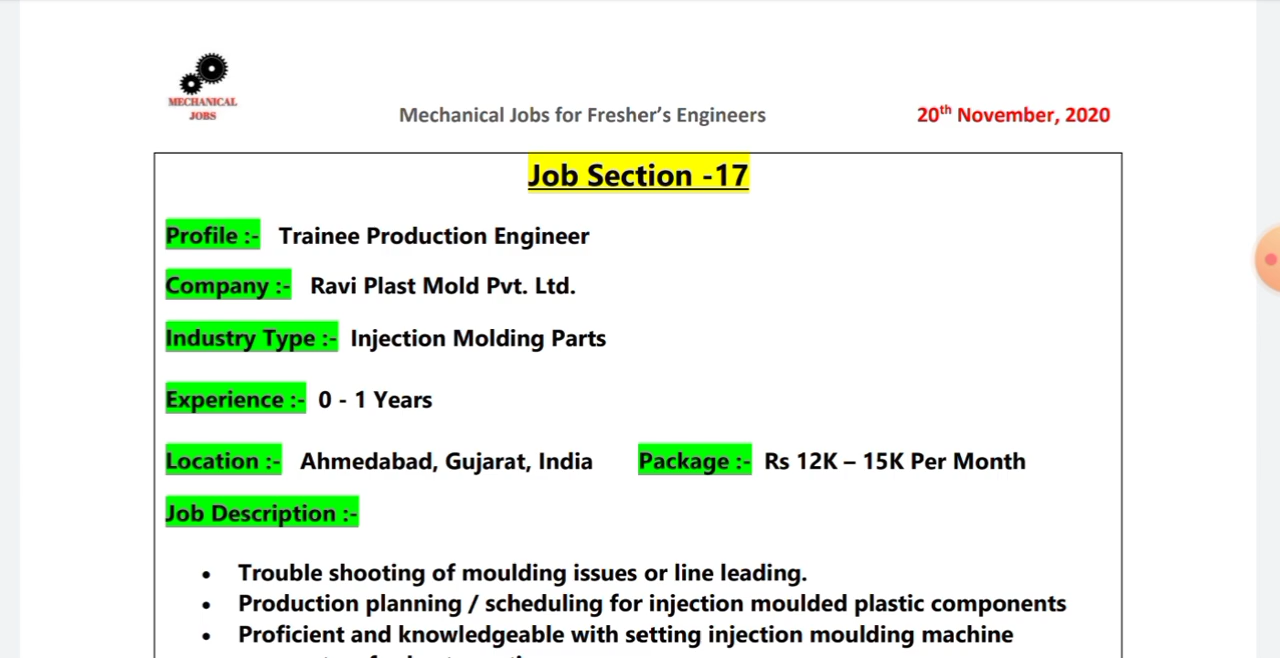 MECHANICAL
JOBS
Mechanical Jobs for Fresher’s Engineers 20th November, 2020
Job Section -17
Profile :- Trainee Production Engineer
Company :- Ravi Plast Mold Pvt. Ltd.
Industry Type :- Injection Molding Parts
Experience :- 0 - 1 Years
Location :- Ahmedabad, Gujarat, India Package :- Rs 12K – 15K Per Month
Job Description :-
• Trouble shooting of moulding issues or line leading.
• Production planning / scheduling for injection moulded plastic components
• Proficient and knowledgeable with setting injection moulding machine